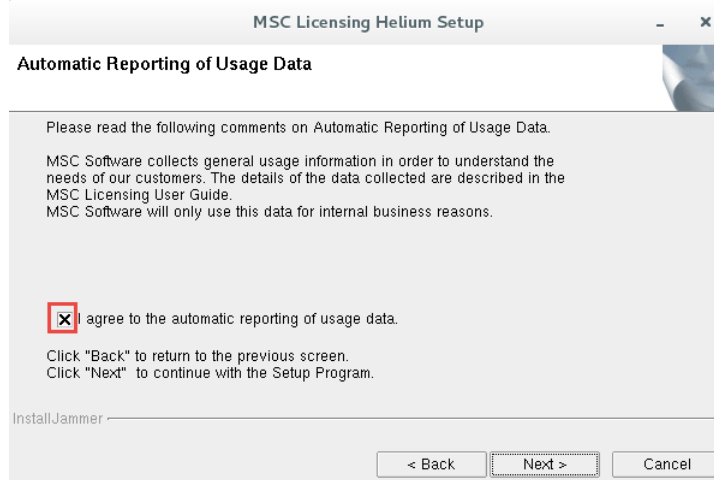 MSC Licensing Helium Setup
Automatic Reporting of Usage Data
Please read the following comments on Automatic Reporting of Usage Data.
MSC Software collects general usage information in order to understand the
needs of our customers. The details of the data collected are described in the
MSC Licensing User Guide.
MSC Software will only use this data for internal business reasons.
I agree to the automatic reporting of usage data.
Click "Back" to return to the previous screen.
Click "Next" to continue with the Setup Program.
InstallJammer
< Back Next > Cancel